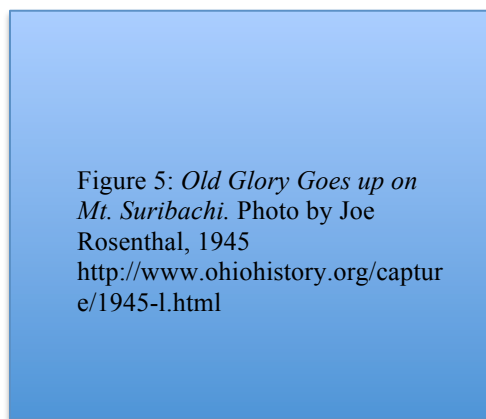 Figure 5: Old Glory Goes up on
Mt. Suribachi. Photo by Joe
Rosenthal, 1945
http://www.ohiohistory.org/captur
e/1945-l.html